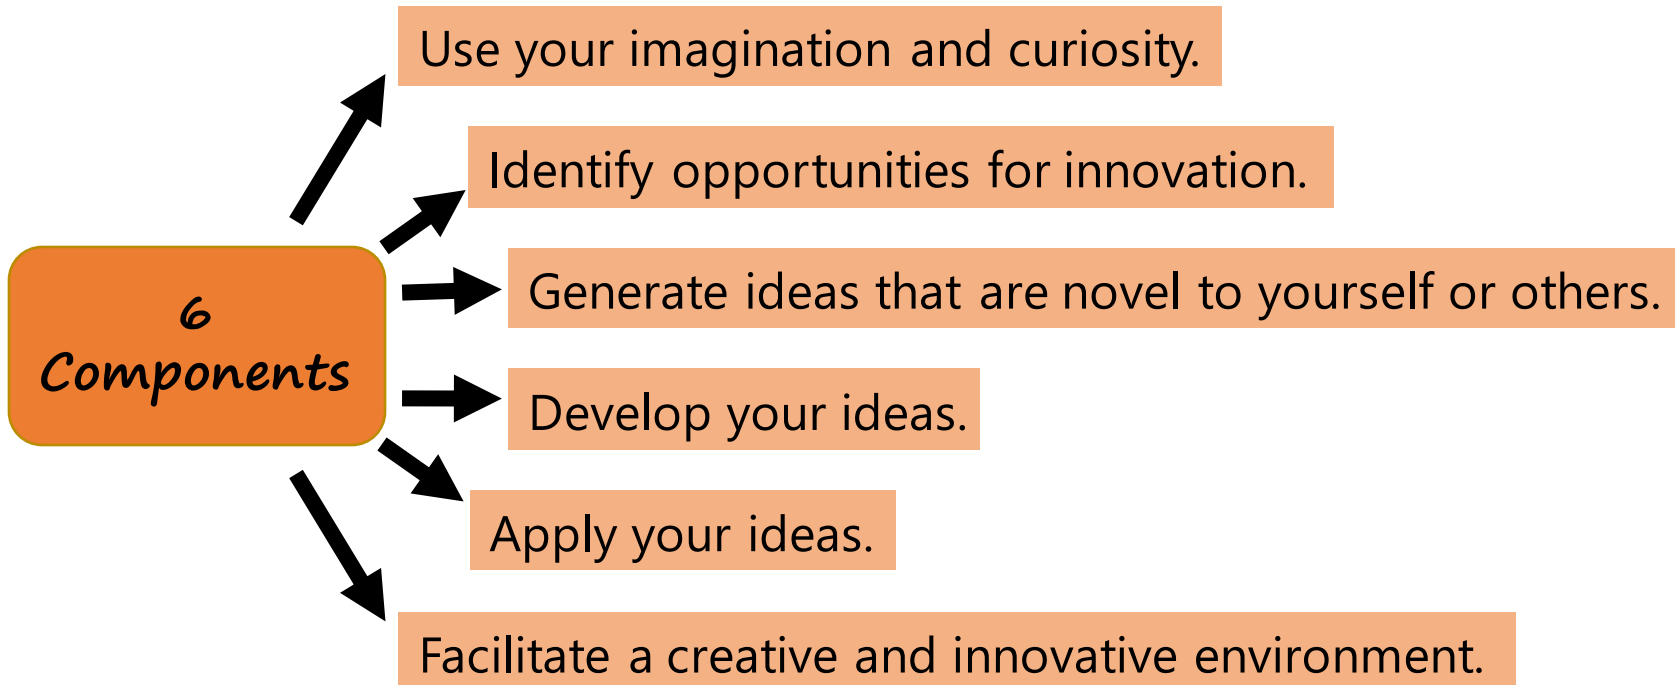 Use your imagination and curiosity.
Identify opportunities for innovation.
Generate ideas that are novel to yourself or others.
6
Components
Develop your ideas.
Apply your ideas.
Facilitate a creative and innovative environment.